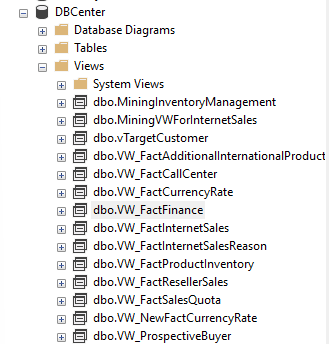 DBCenter
Database Diagrams
Tables
Views
System Views
dbo.MiningInventoryManagement
dbo.MiningVWForInternetSales
dbo.vTargetCustomer
dbo.VW_FactAdditionalInternationalProduct
dbo.VW_FactCallCenter
dbo.VW_FactCurrencyRate
dbo.VW_FactFinance
dbo.VW_FactInternetSales
dbo.VW_FactInternetSalesReason
dbo.VW_FactProductInventory
dbo.VW_FactResellerSales
dbo.VW_FactSalesQuota
dbo.VW_NewFactCurrencyRate
dbo.VW_ProspectiveBuyer